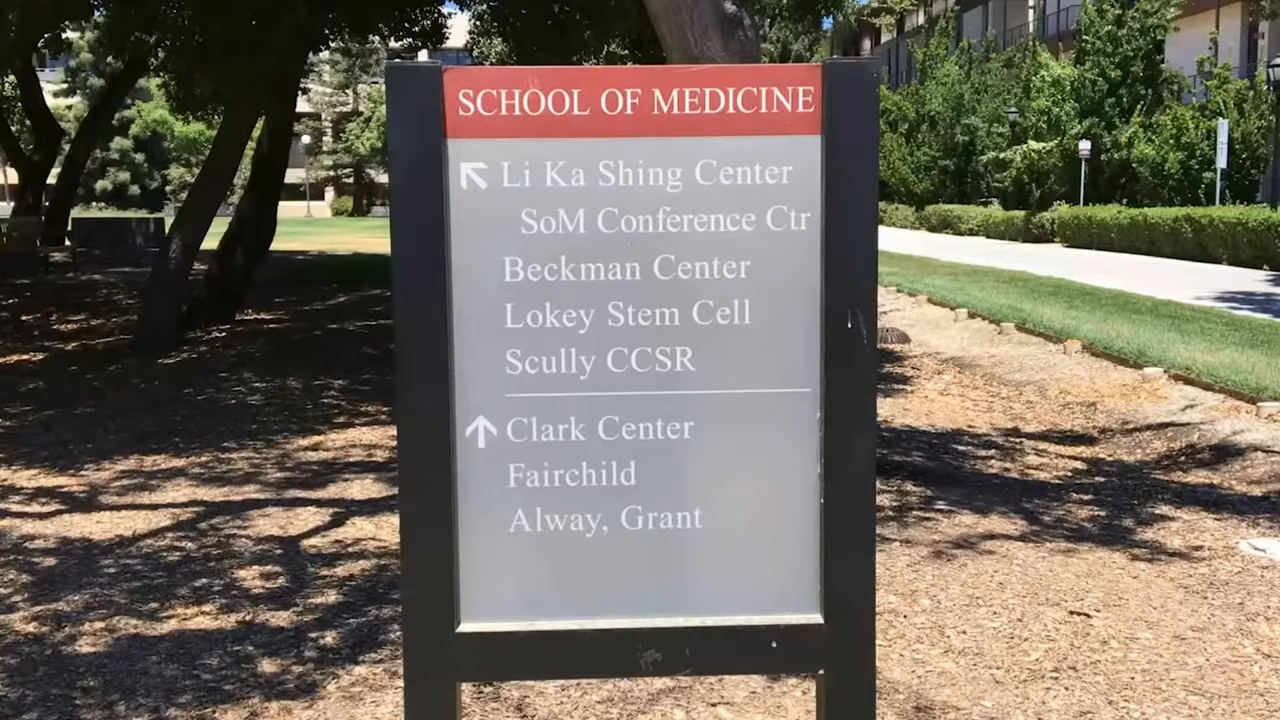 SCHOOL OF MEDICINE
Li Ka Shing Center
SoM Conference Ctr
Beckman Center
Lokey Stem Cell
Scully CCSR
Clark Center
Fairchild
Alway, Grant